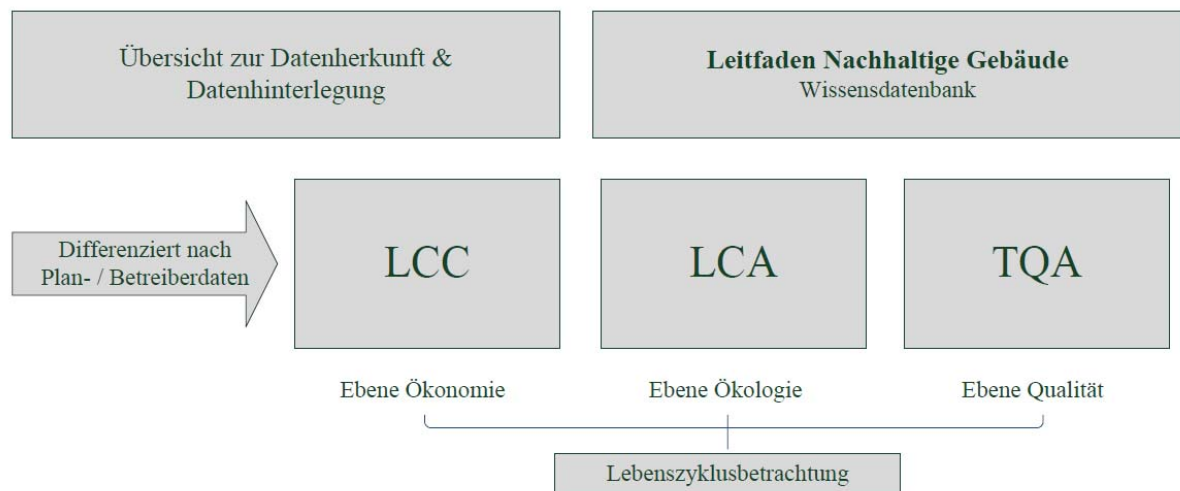 Übersicht zur Datenherkunft &
Datenhinterlegung
Leitfaden Nachhaltige Gebäude
Wissensdatenbank
Differenziert nach
Plan- / Betreiberdaten
LCC
LCA
TQA
Ebene Ökonomie
Ebene Ökologie
Ebene Qualität
Lebenszyklusbetrachtung